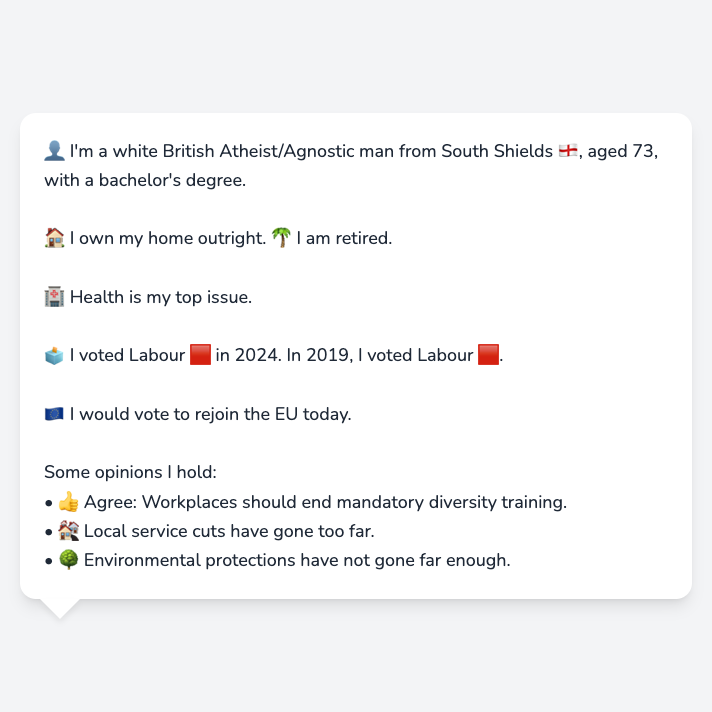 👤 I'm a white British Atheist/Agnostic man from South Shields 🏴󠁧󠁢󠁥󠁮󠁧󠁿, aged 73,
with a bachelor's degree.
🏠 I own my home outright. 🌴 I am retired.
🏥 Health is my top issue.
🗳️ I voted Labour 🟥 in 2024. In 2019, I voted Labour 🟥.
🇪🇺 I would vote to rejoin the EU today.
Some opinions I hold:
• 👍 Agree: Workplaces should end mandatory diversity training.
• 🏚️ Local service cuts have gone too far.
• 🌳 Environmental protections have not gone far enough.